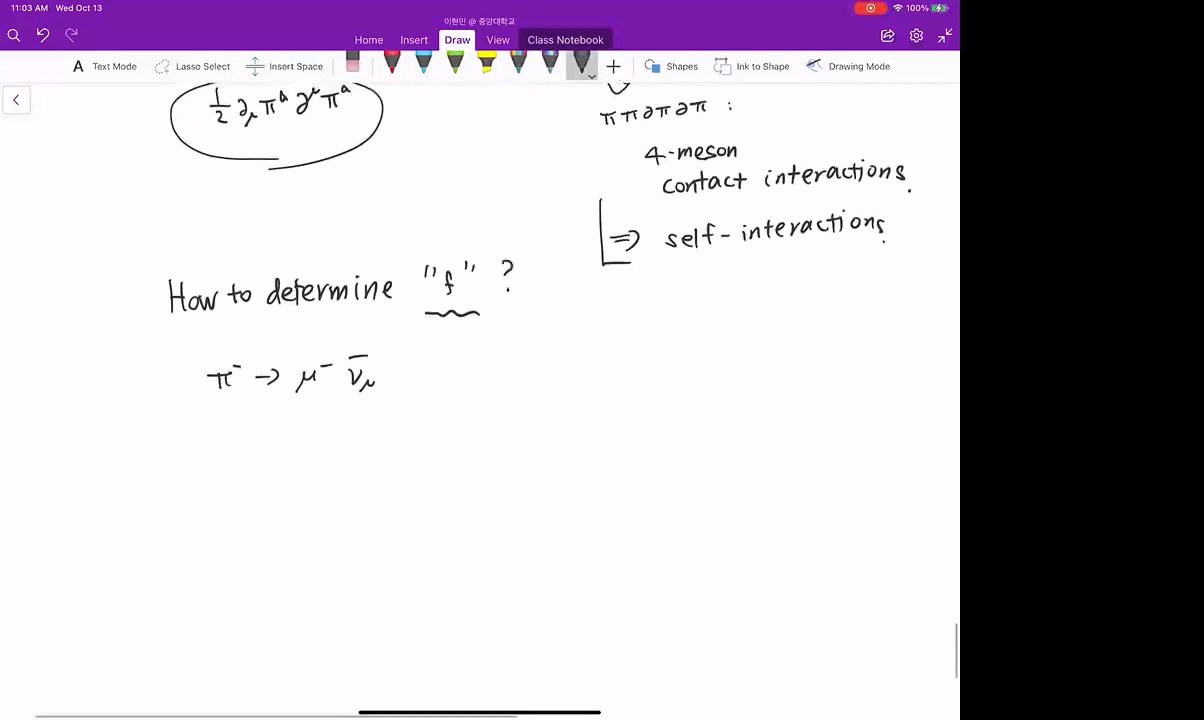 11:03 AM Wed Oct 13
100%
이현민 @ 중앙대학교
Home Insert Draw View Class Notebook
A Text Mode Lasso Select Insert Space Shapes Ink to Shape Drawing Mode
½ ∂μ πᵃ ∂^μ πᵃ
ππ∂π∂π :
4-meson
contact interactions.
⇒ self-interactions.
How to determine "f" ?
π⁻ → μ⁻ ν̄μ